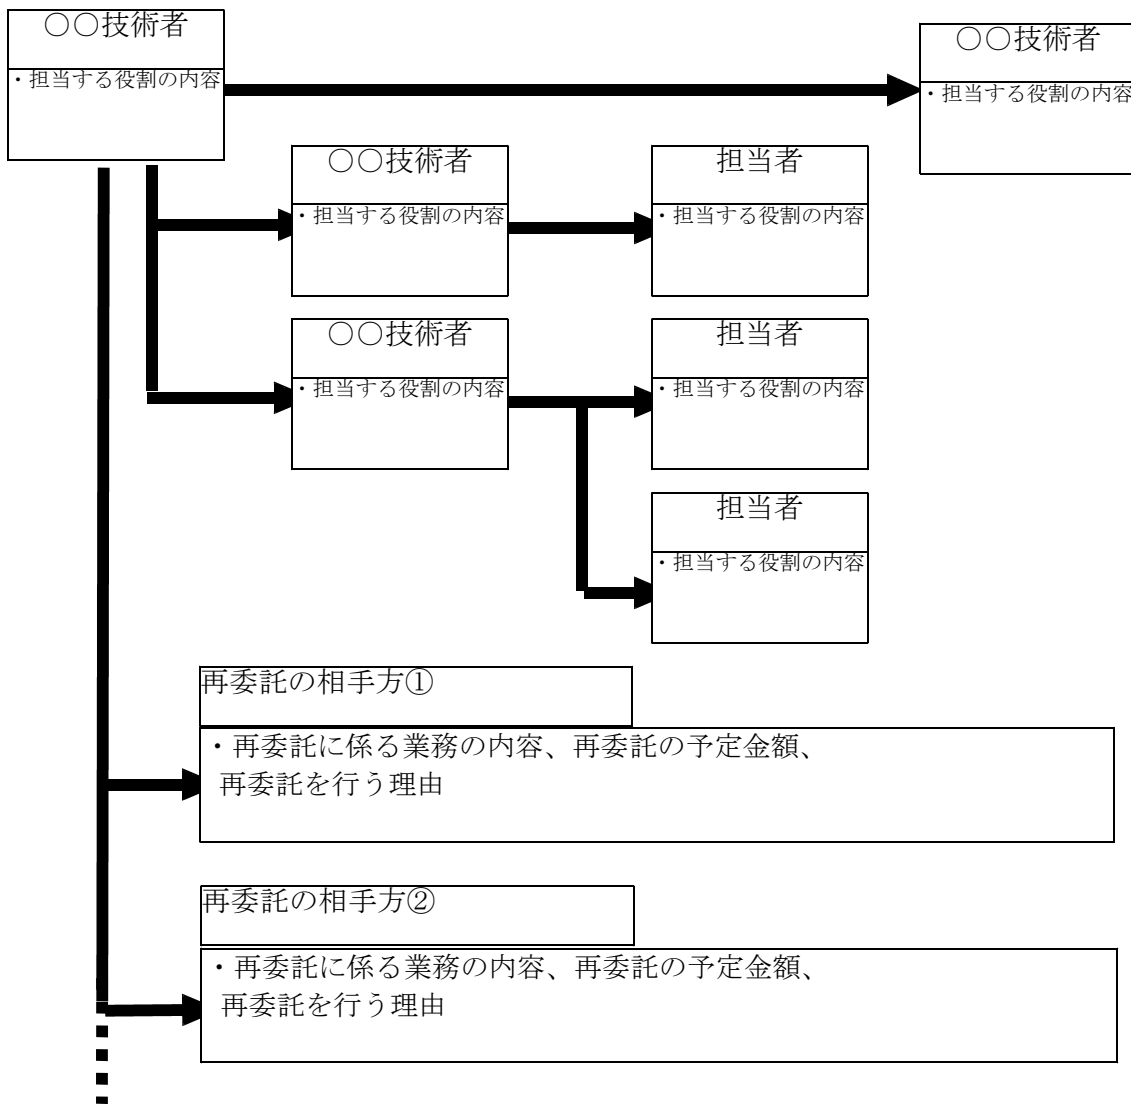 ○○技術者
・担当する役割の内容
○○技術者
・担当する役割の内容
○○技術者
・担当する役割の内容
担当者
・担当する役割の内容
○○技術者
・担当する役割の内容
担当者
・担当する役割の内容
担当者
・担当する役割の内容
再委託の相手方①
・再委託に係る業務の内容、再委託の予定金額、
再委託を行う理由
再委託の相手方②
・再委託に係る業務の内容、再委託の予定金額、
再委託を行う理由